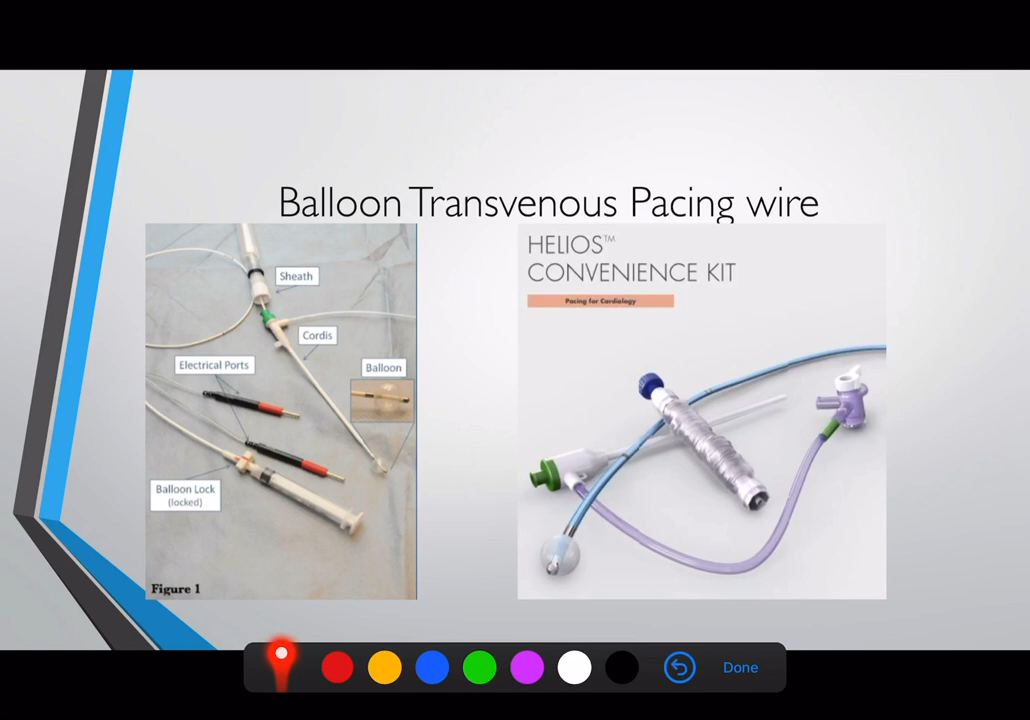 Balloon Transvenous Pacing wire
Sheath
Cordis
Electrical Ports
Balloon
Balloon Lock
(locked)
Figure 1
HELIOS™
CONVENIENCE KIT
Pacing for Cardiology
Done